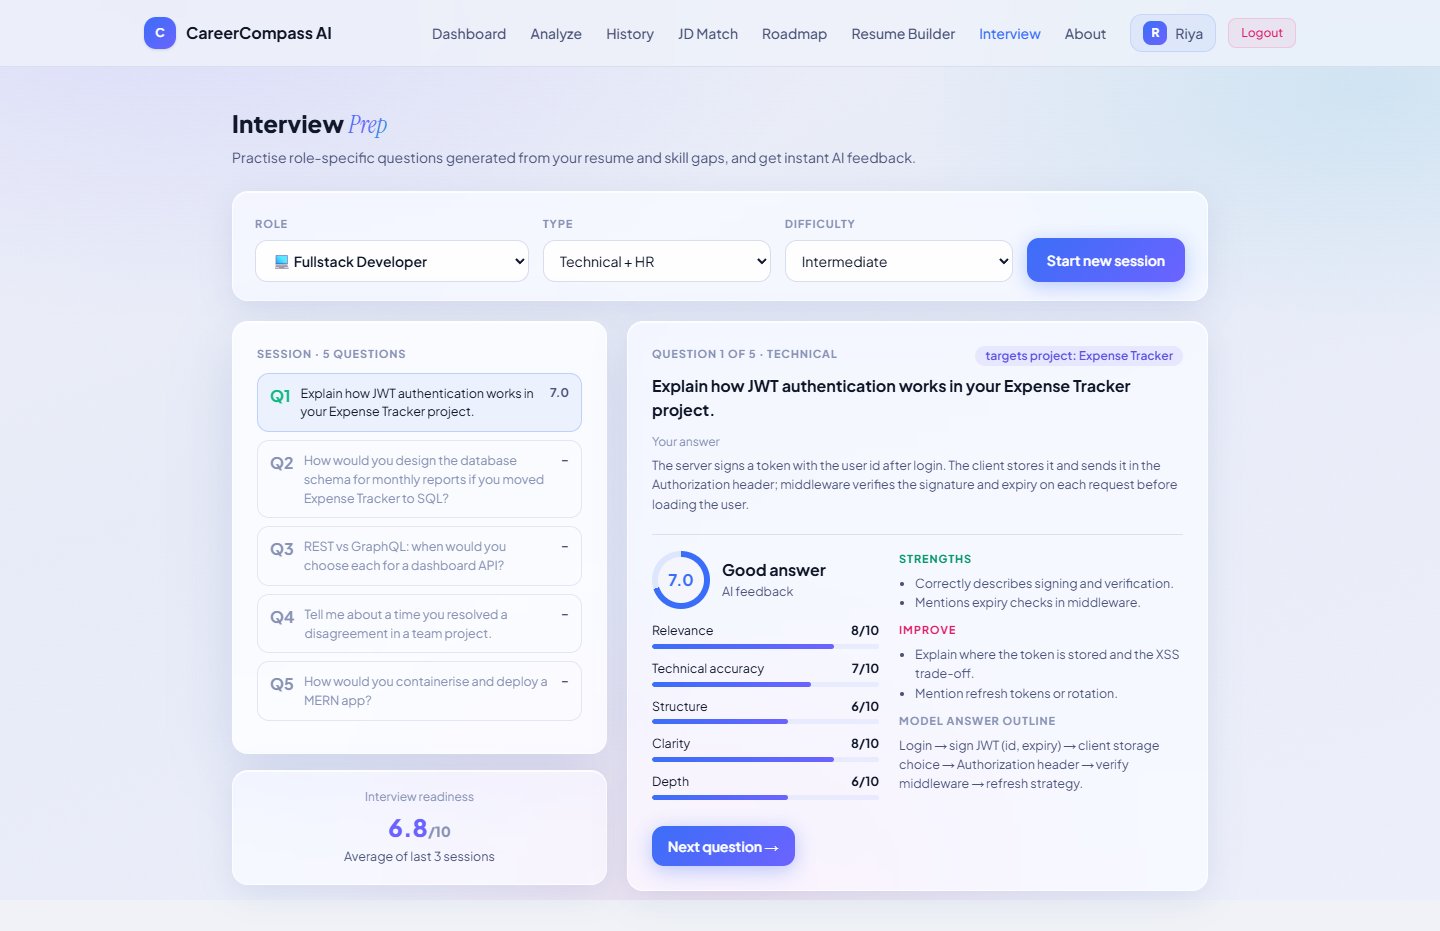 C CareerCompass AI Dashboard Analyze History JD Match Roadmap Resume Builder Interview About R Riya Logout
Interview Prep
Practise role-specific questions generated from your resume and skill gaps, and get instant AI feedback.
ROLE TYPE DIFFICULTY
Fullstack Developer Technical + HR Intermediate Start new session
SESSION · 5 QUESTIONS
Q1 Explain how JWT authentication works in 7.0
your Expense Tracker project.
Q2 How would you design the database –
schema for monthly reports if you moved
Expense Tracker to SQL?
Q3 REST vs GraphQL: when would you –
choose each for a dashboard API?
Q4 Tell me about a time you resolved a –
disagreement in a team project.
Q5 How would you containerise and deploy a –
MERN app?
Interview readiness
6.8/10
Average of last 3 sessions
QUESTION 1 OF 5 · TECHNICAL targets project: Expense Tracker
Explain how JWT authentication works in your Expense Tracker
project.
Your answer
The server signs a token with the user id after login. The client stores it and sends it in the
Authorization header; middleware verifies the signature and expiry on each request before
loading the user.
7.0 Good answer
AI feedback
Relevance 8/10
Technical accuracy 7/10
Structure 6/10
Clarity 8/10
Depth 6/10
STRENGTHS
• Correctly describes signing and verification.
• Mentions expiry checks in middleware.
IMPROVE
• Explain where the token is stored and the XSS
trade-off.
• Mention refresh tokens or rotation.
MODEL ANSWER OUTLINE
Login → sign JWT (id, expiry) → client storage
choice → Authorization header → verify
middleware → refresh strategy.
Next question →